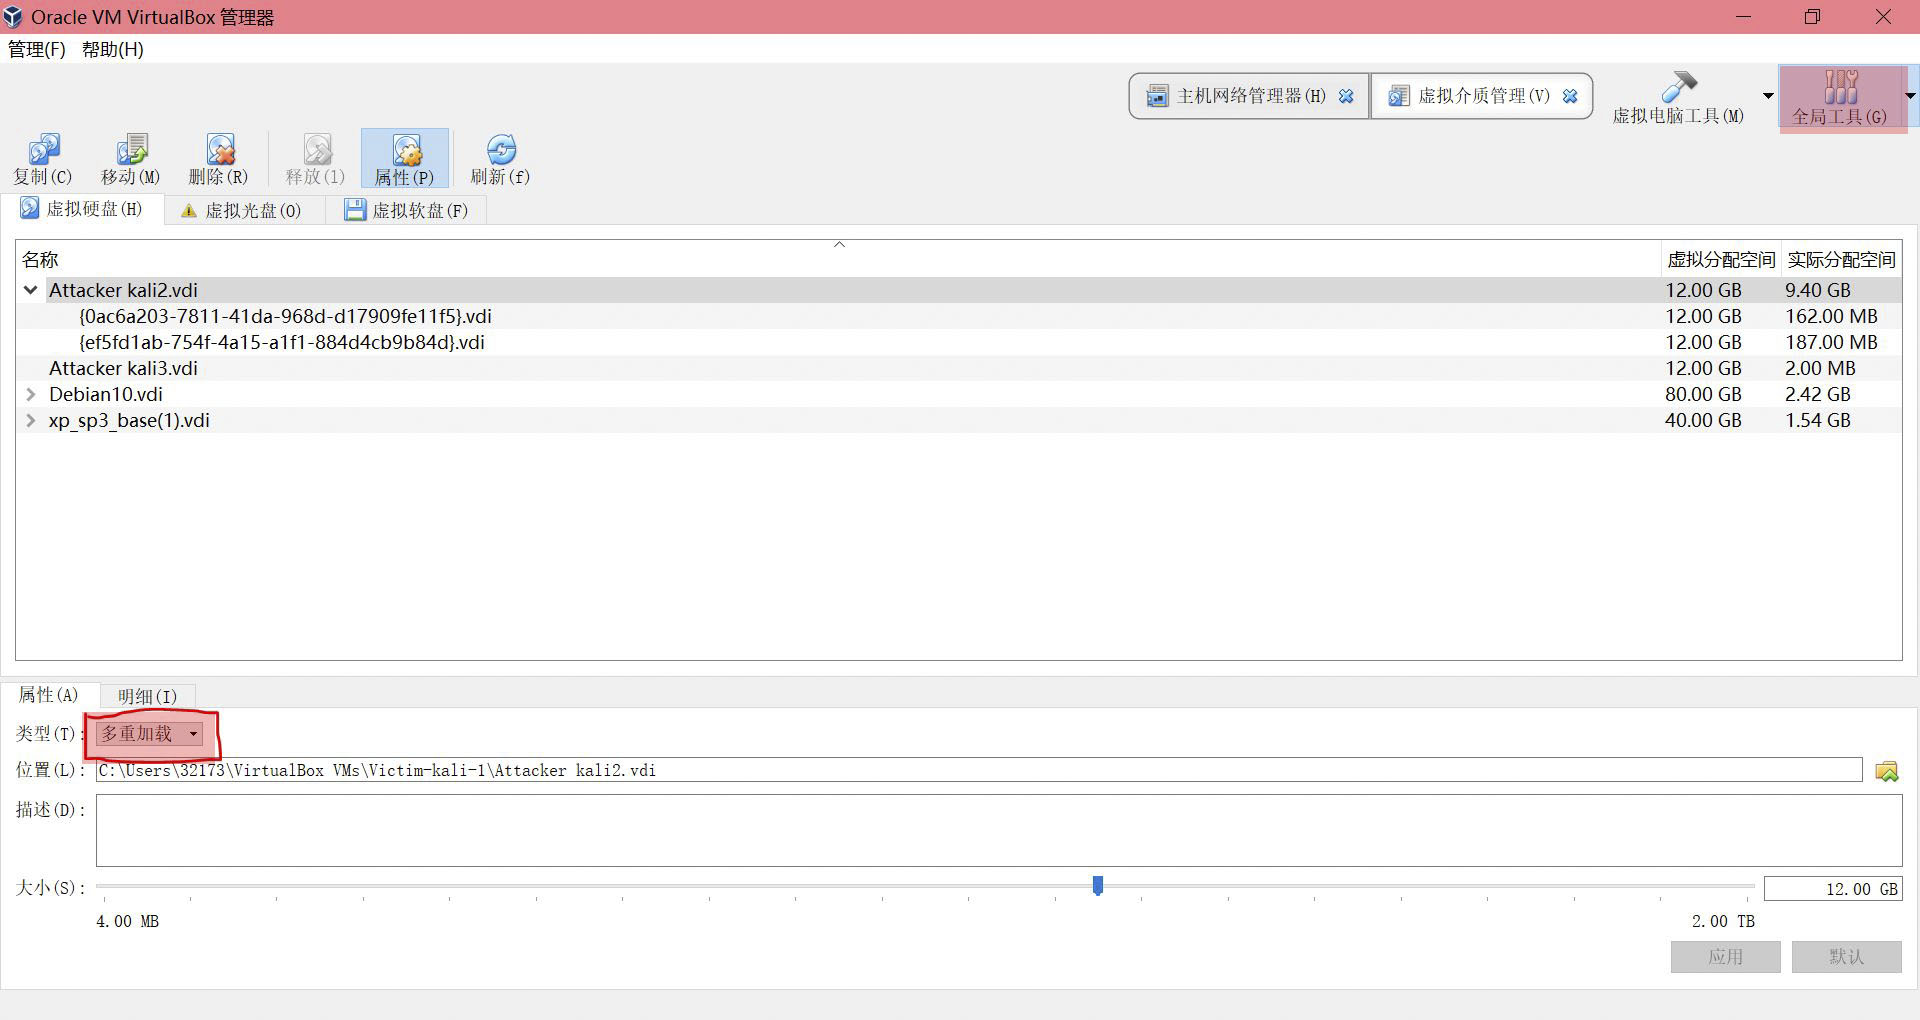 Oracle VM VirtualBox 管理器
管理(F) 帮助(H)
主机网络管理器(H) 虚拟介质管理(V) 虚拟电脑工具(M) 全局工具(G)
复制(C) 移动(M) 删除(R) 释放(l) 属性(P) 刷新(f)
虚拟硬盘(H) 虚拟光盘(O) 虚拟软盘(F)
名称 虚拟分配空间 实际分配空间
Attacker kali2.vdi 12.00 GB 9.40 GB
{0ac6a203-7811-41da-968d-d17909fe11f5}.vdi 12.00 GB 162.00 MB
{ef5fd1ab-754f-4a15-a1f1-884d4cb9b84d}.vdi 12.00 GB 187.00 MB
Attacker kali3.vdi 12.00 GB 2.00 MB
Debian10.vdi 80.00 GB 2.42 GB
xp_sp3_base(1).vdi 40.00 GB 1.54 GB
属性(A) 明细(I)
类型(T): 多重加载
位置(L): C:\Users\32173\VirtualBox VMs\Victim-kali-1\Attacker kali2.vdi
描述(D):
大小(S): 12.00 GB
4.00 MB 2.00 TB
应用 默认